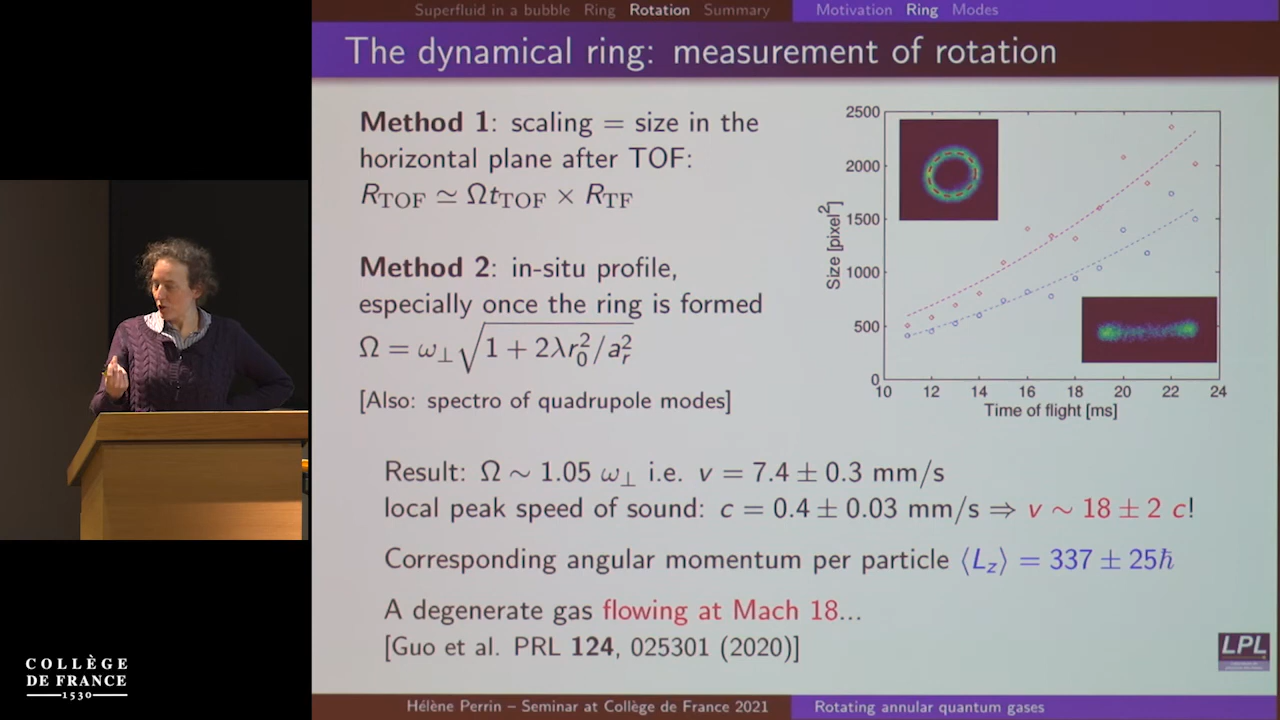 Superfluid in a bubble Ring Rotation Summary Motivation Ring Modes
The dynamical ring: measurement of rotation
Method 1: scaling = size in the
horizontal plane after TOF:
R_TOF ≃ Ωt_TOF × R_TF
Method 2: in-situ profile,
especially once the ring is formed
Ω = ω⊥√(1 + 2λr₀²/aᵣ²)
[Also: spectro of quadrupole modes]
Size [pixel²]
2500
2000
1500
1000
500
0
10 12 14 16 18 20 22 24
Time of flight [ms]
Result: Ω ∼ 1.05 ω⊥ i.e. v = 7.4 ± 0.3 mm/s
local peak speed of sound: c = 0.4 ± 0.03 mm/s ⇒ v ∼ 18 ± 2 c!
Corresponding angular momentum per particle ⟨L_z⟩ = 337 ± 25ℏ
A degenerate gas flowing at Mach 18...
[Guo et al. PRL 124, 025301 (2020)]
LPL
Hélène Perrin – Seminar at Collège de France 2021 Rotating annular quantum gases
COLLÈGE
DE FRANCE
1530